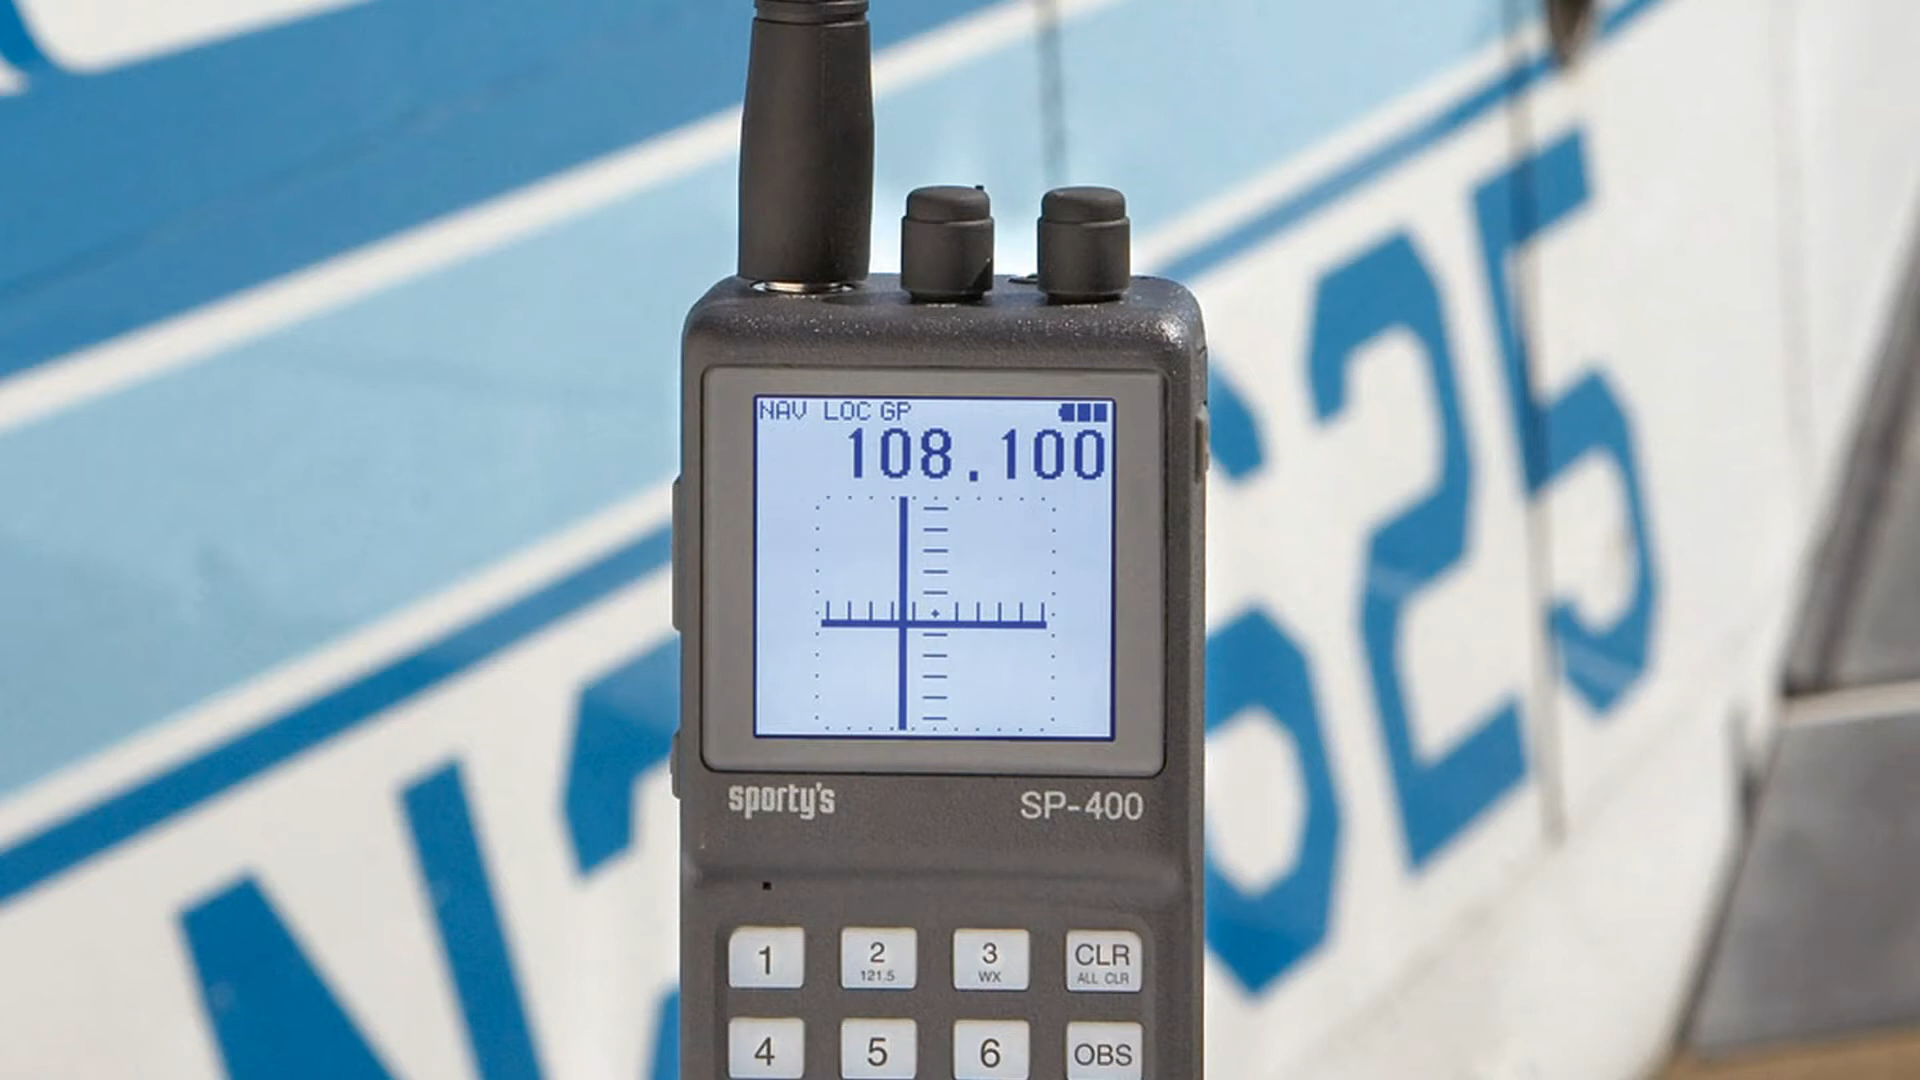 NAV LOC GP
108.100
sporty's SP-400
1 2 3 CLR
121.5 WX ALL CLR
4 5 6 OBS
N2625